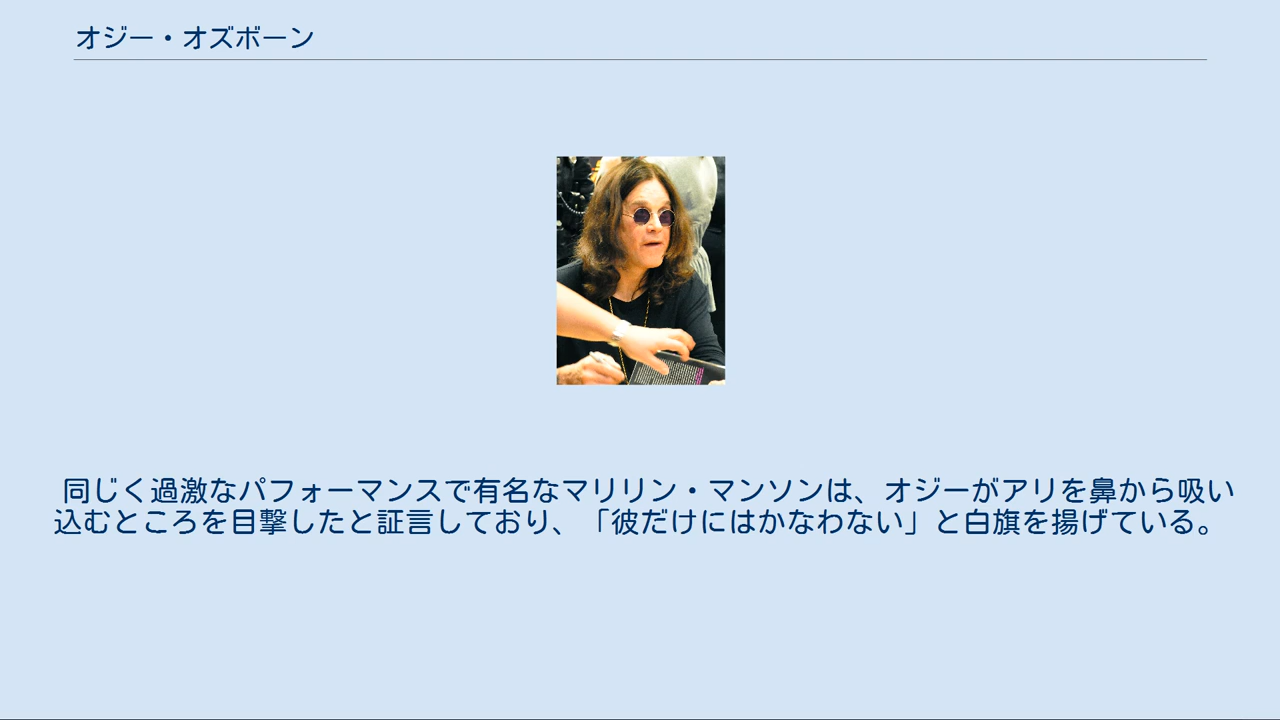 オジー・オズボーン
同じく過激なパフォーマンスで有名なマリリン・マンソンは、オジーがアリを鼻から吸い
込むところを目撃したと証言しており、「彼だけにはかなわない」と白旗を揚げている。